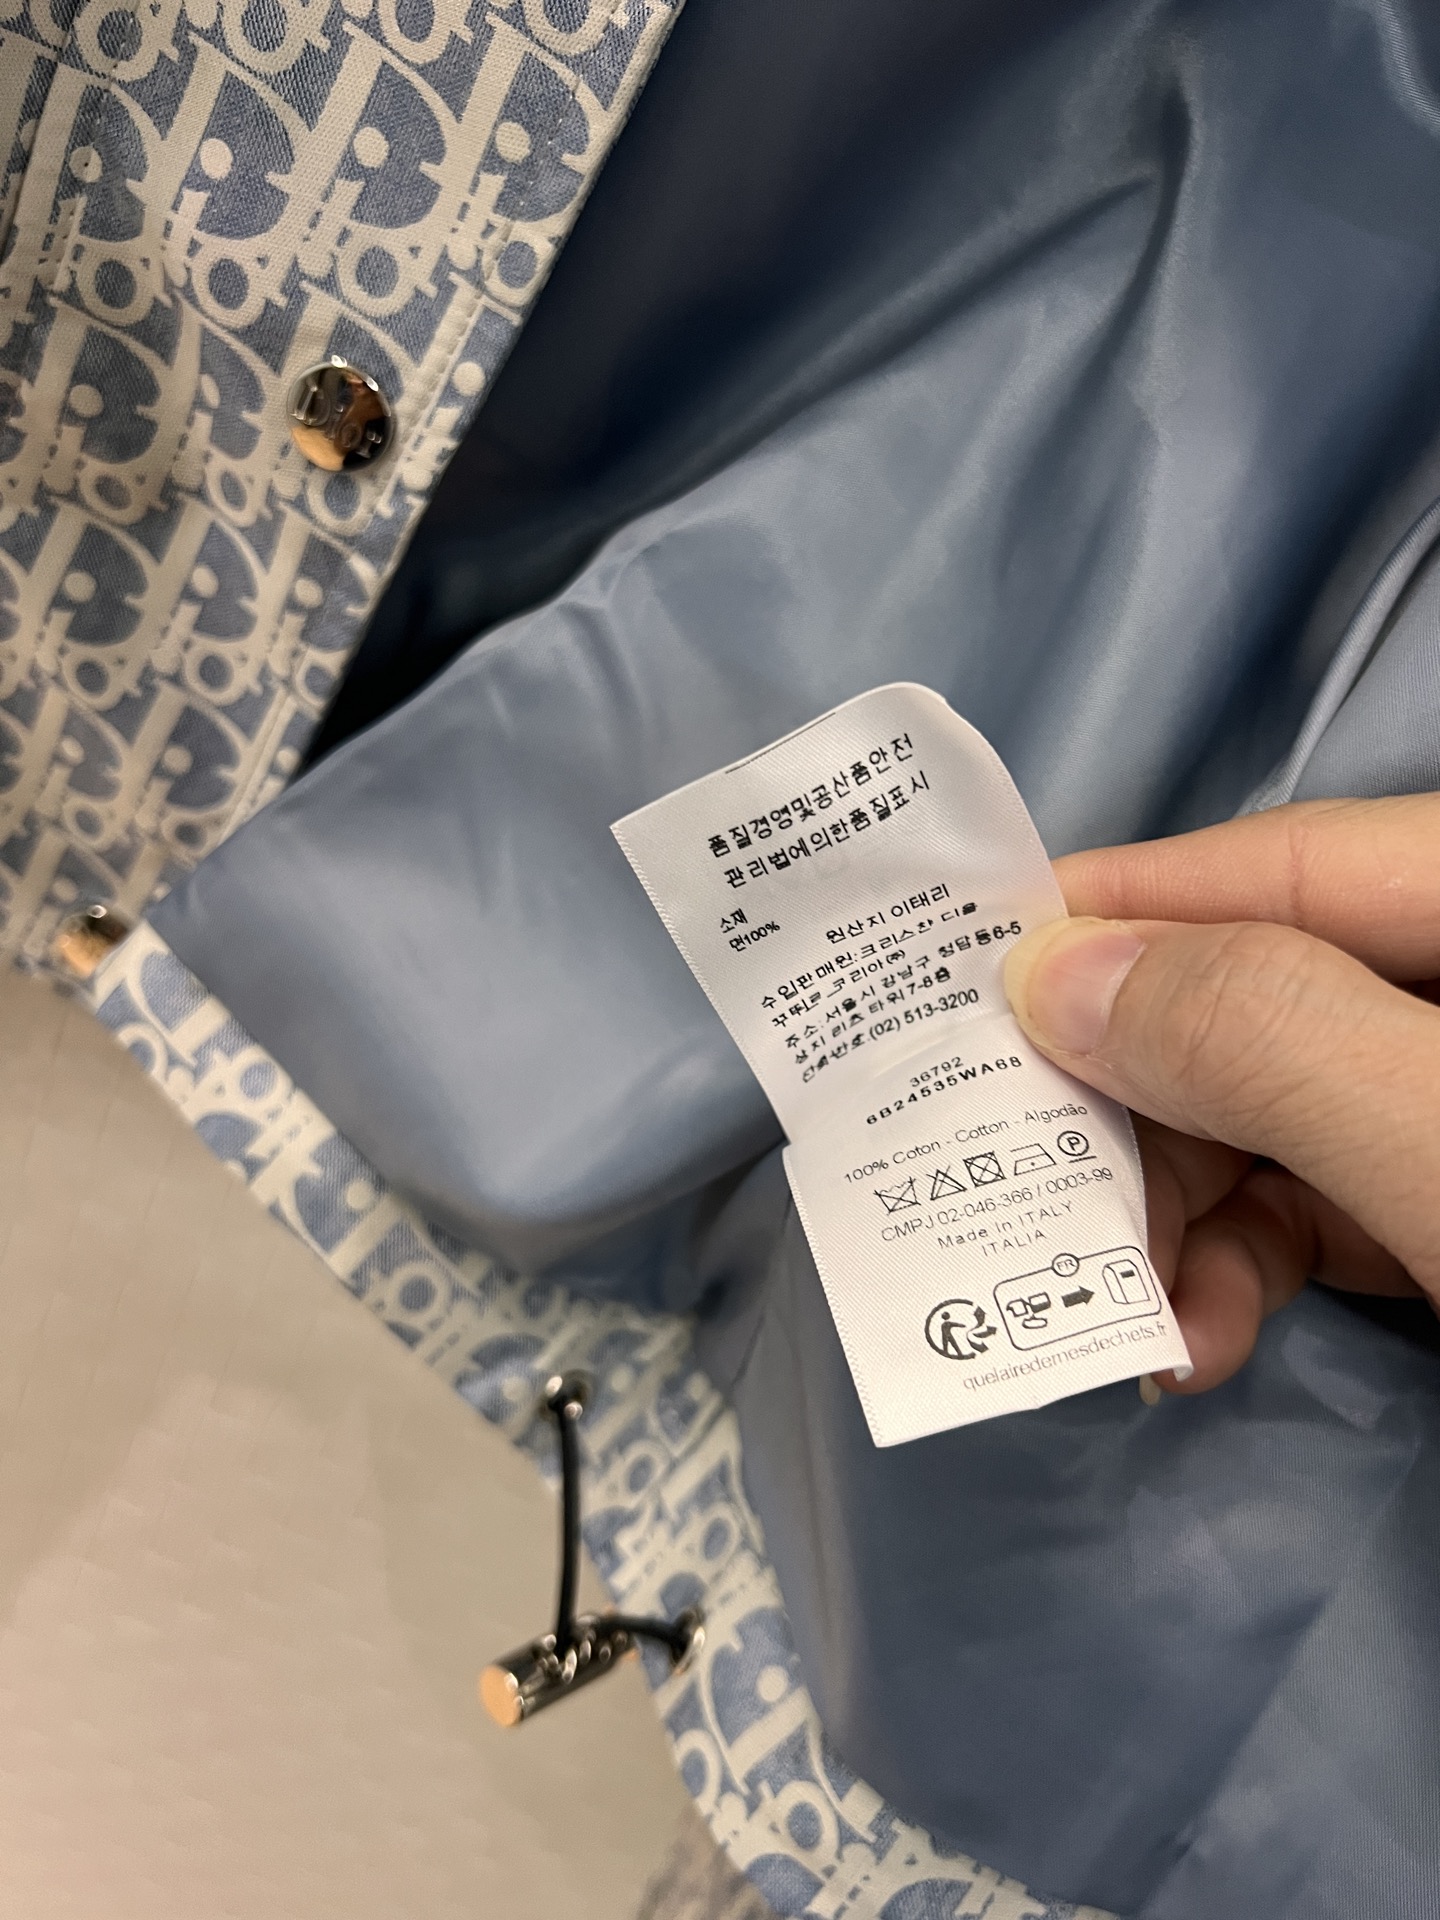 Dior
품질경영및공산품안전
관리법에의한품질표시
소재
면100%
원산지 이태리
수입판매원:크리스챤 디올
꾸뛰르 코리아(주)
주소:서울시 강남구 청담동6-5
상지 리츠 타워7-8층
전화번호.(02) 513-3200
36792
6B24535WA68
100% Coton - Cotton - Algodão
P
CMPJ 02-046-366 / 0003-99
Made in ITALY
ITALIA
FR
quelairedemesdechets.fr